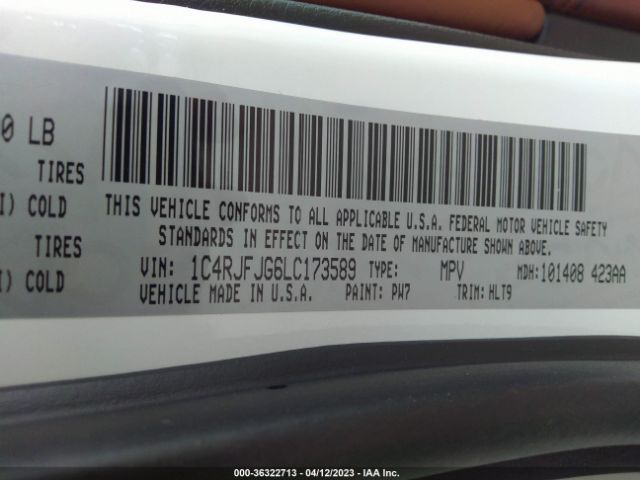 0 LB
TIRES
I) COLD
TIRES
I) COLD
THIS VEHICLE CONFORMS TO ALL APPLICABLE U.S.A. FEDERAL MOTOR VEHICLE SAFETY
STANDARDS IN EFFECT ON THE DATE OF MANUFACTURE SHOWN ABOVE.
VIN: 1C4RJFJG6LC173589 TYPE: MPV MDH: 101408 423AA
VEHICLE MADE IN U.S.A. PAINT: PW7 TRIM: HLT9
000-36322713 - 04/12/2023 - IAA Inc.